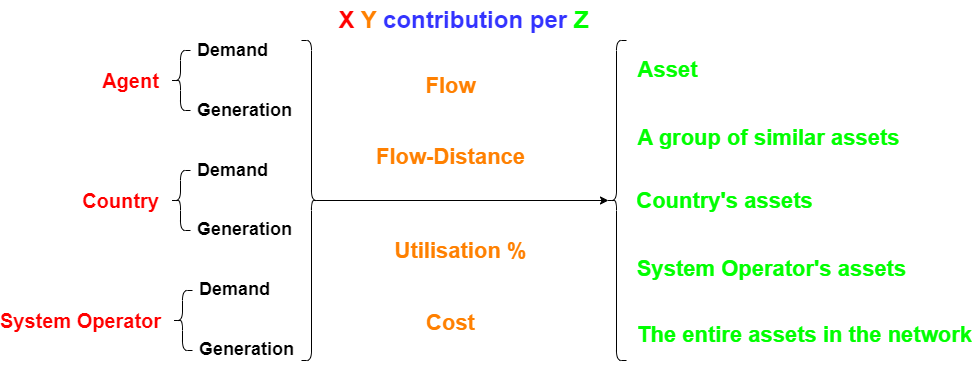 X Y contribution per Z
Agent
Demand
Generation
Country
Demand
Generation
System Operator
Demand
Generation
Flow
Flow-Distance
Utilisation %
Cost
Asset
A group of similar assets
Country's assets
System Operator's assets
The entire assets in the network